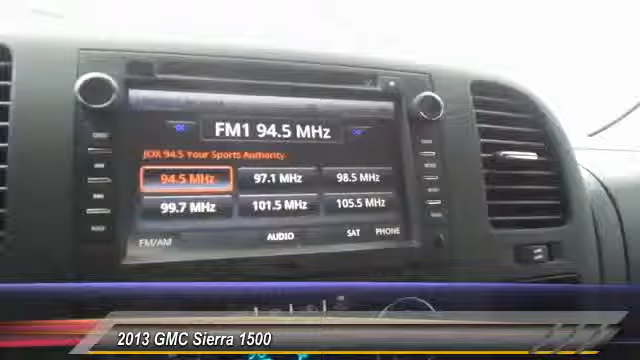 FM1 94.5 MHz
JOX 94.5 Your Sports Authority
94.5 MHz 97.1 MHz 98.5 MHz
99.7 MHz 101.5 MHz 105.5 MHz
FM/AM AUDIO SAT PHONE
2013 GMC Sierra 1500